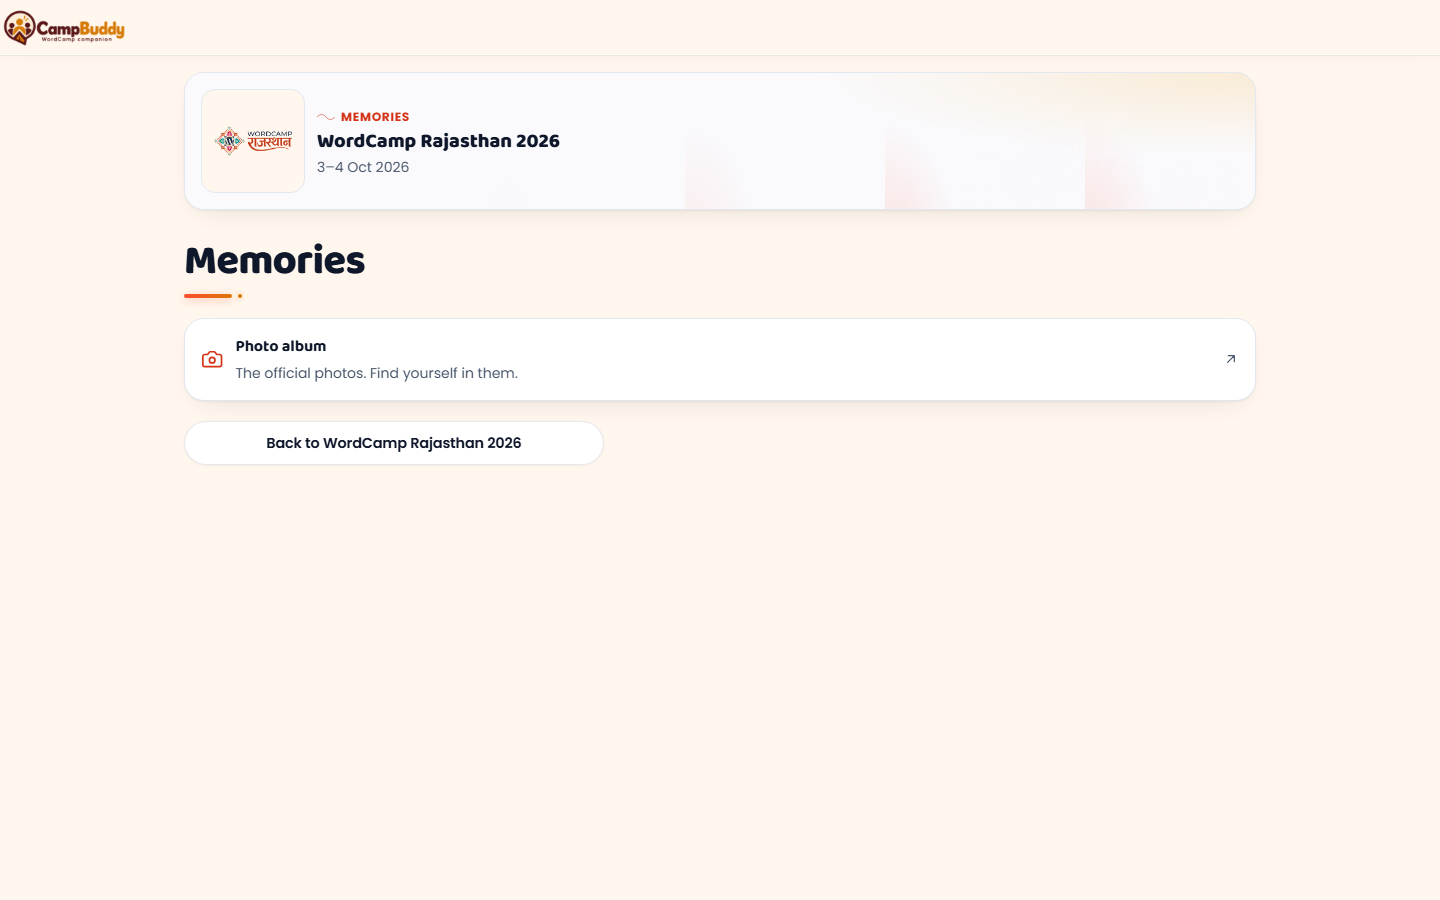 CampBuddy
WordCamp companion
WORDCAMP
राजस्थान
MEMORIES
WordCamp Rajasthan 2026
3–4 Oct 2026
Memories
Photo album
The official photos. Find yourself in them.
Back to WordCamp Rajasthan 2026